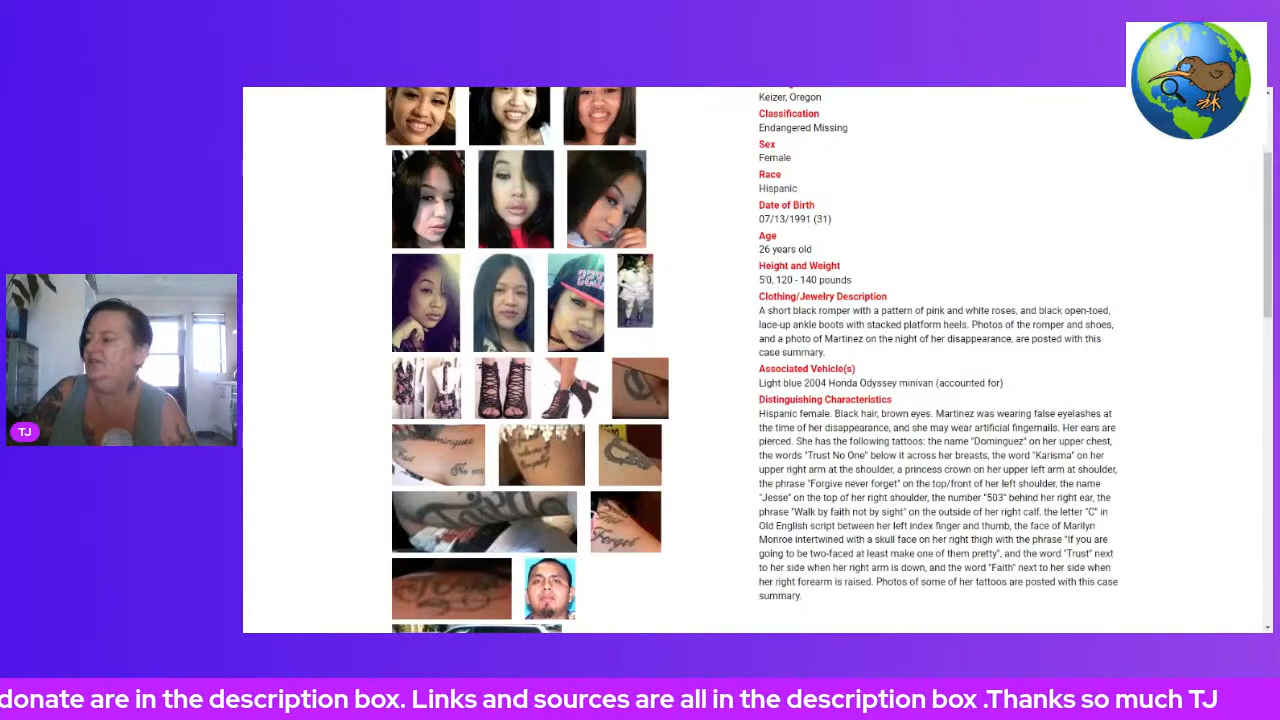 Keizer, Oregon
Classification
Endangered Missing
Sex
Female
Race
Hispanic
Date of Birth
07/13/1991 (31)
Age
26 years old
Height and Weight
5'0, 120 - 140 pounds
Clothing/Jewelry Description
A short black romper with a pattern of pink and white roses, and black open-toed,
lace-up ankle boots with stacked platform heels. Photos of the romper and shoes,
and a photo of Martinez on the night of her disappearance, are posted with this
case summary.
Associated Vehicle(s)
Light blue 2004 Honda Odyssey minivan (accounted for)
Distinguishing Characteristics
Hispanic female. Black hair, brown eyes. Martinez was wearing false eyelashes at
the time of her disappearance, and she may wear artificial fingernails. Her ears are
pierced. She has the following tattoos: the name "Dominguez" on her upper chest,
the words "Trust No One" below it across her breasts, the word "Karisma" on her
upper right arm at the shoulder, a princess crown on her upper left arm at shoulder,
the phrase "Forgive never forget" on the top/front of her left shoulder, the name
"Jesse" on the top of her right shoulder, the number "503" behind her right ear, the
phrase "Walk by faith not by sight" on the outside of her right calf, the letter "C" in
Old English script between her left index finger and thumb, the face of Marilyn
Monroe intertwined with a skull face on her right thigh with the phrase "If you are
going to be two-faced at least make one of them pretty", and the word "Trust" next
to her side when her right arm is down, and the word "Faith" next to her side when
her right forearm is raised. Photos of some of her tattoos are posted with this case
summary.
Dominguez
No one
Forget
TJ
donate are in the description box. Links and sources are all in the description box .Thanks so much TJ